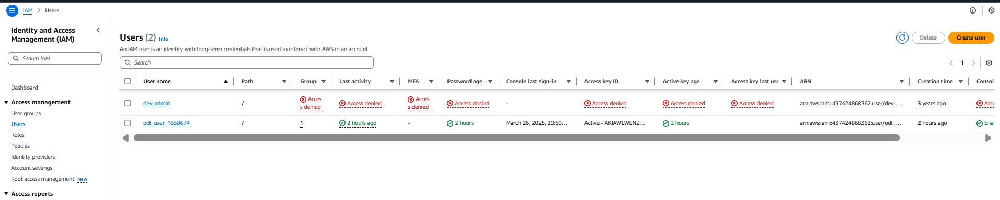 IAM > Users
Identity and Access
Management (IAM)
Search IAM
Dashboard
Access management
User groups
Users
Roles
Policies
Identity providers
Account settings
Root access management New
Access reports
Users (2) Info
An IAM user is an identity with long-term credentials that is used to interact with AWS in an account.
Delete
Create user
Search
1
User name Path Groups Last activity MFA Password age Console last sign-in Access key ID Active key age Access key last use ARN Creation time Consol
dev-admin / Acces s denied Access denied Acces s denied Access denied - Access denied Access denied Access denied arn:aws:iam::437424868362:user/dev-... 3 years ago Acce
odl_user_1658674 / 1 2 hours ago - 2 hours March 26, 2025, 20:50... Active - AKIAWLWENZ... 2 hours arn:aws:iam::437424868362:user/odl_... 2 hours ago Enal